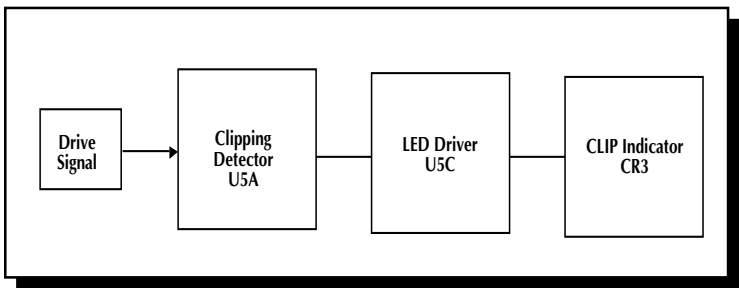 Drive
Signal
Clipping
Detector
U5A
LED Driver
U5C
CLIP Indicator
CR3